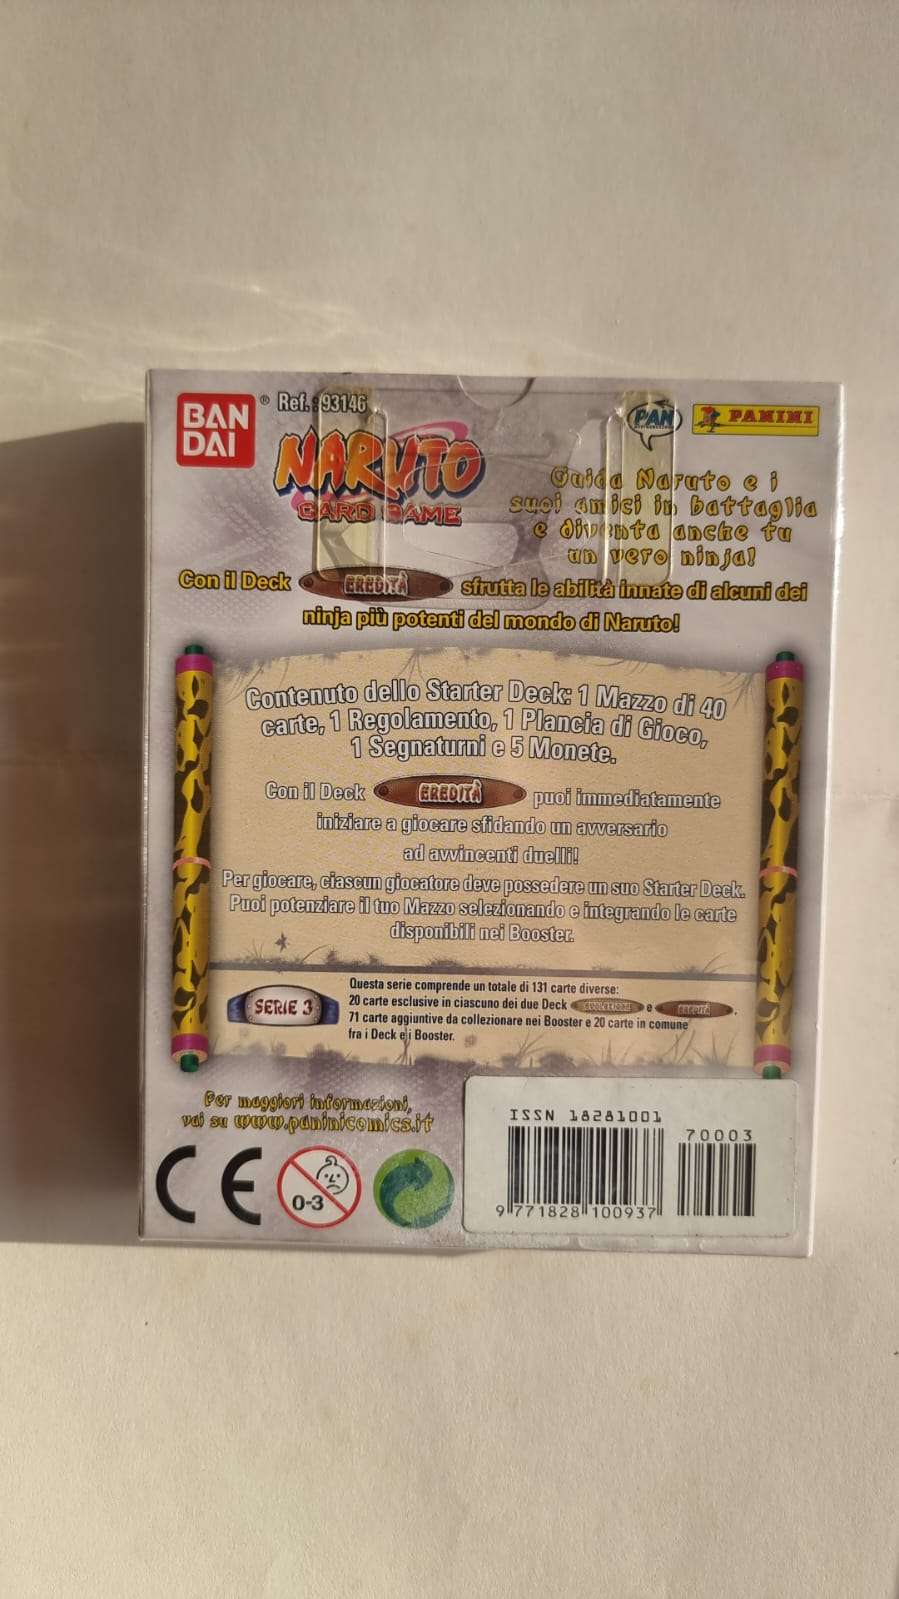 BAN
DAI
® Ref.: 93146
PAN
PANINI
NARUTO
CARD GAME
Guida Naruto e i
suoi amici in battaglia
e diventa anche tu
un vero ninja!
Con il Deck EREDITÀ sfrutta le abilità innate di alcuni dei
ninja più potenti del mondo di Naruto!
Contenuto dello Starter Deck: 1 Mazzo di 40
carte, 1 Regolamento, 1 Plancia di Gioco,
1 Segnaturni e 5 Monete.
Con il Deck EREDITÀ puoi immediatamente
iniziare a giocare sfidando un avversario
ad avvincenti duelli!
Per giocare, ciascun giocatore deve possedere un suo Starter Deck.
Puoi potenziare il tuo Mazzo selezionando e integrando le carte
disponibili nei Booster.
SERIE 3
Questa serie comprende un totale di 131 carte diverse:
20 carte esclusive in ciascuno dei due Deck e EREDITÀ.
71 carte aggiuntive da collezionare nei Booster e 20 carte in comune
fra i Deck e i Booster.
Per maggiori informazioni,
vai su www.paninicomics.it
CE
0-3
ISSN 18281001
70003
9 771828 100937